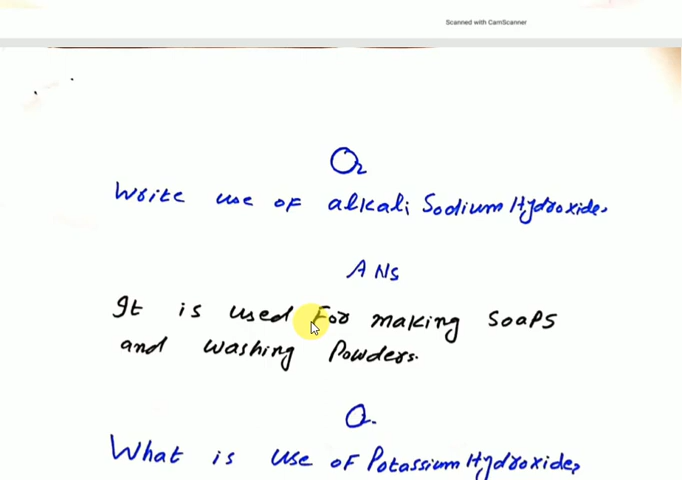 Scanned with CamScanner
Q
Write use of alkali Sodium Hydroxide.
ANs
It is used For making SoaPS
and washing Powders.
Q.
What is use oF Potassium Hydroxide,